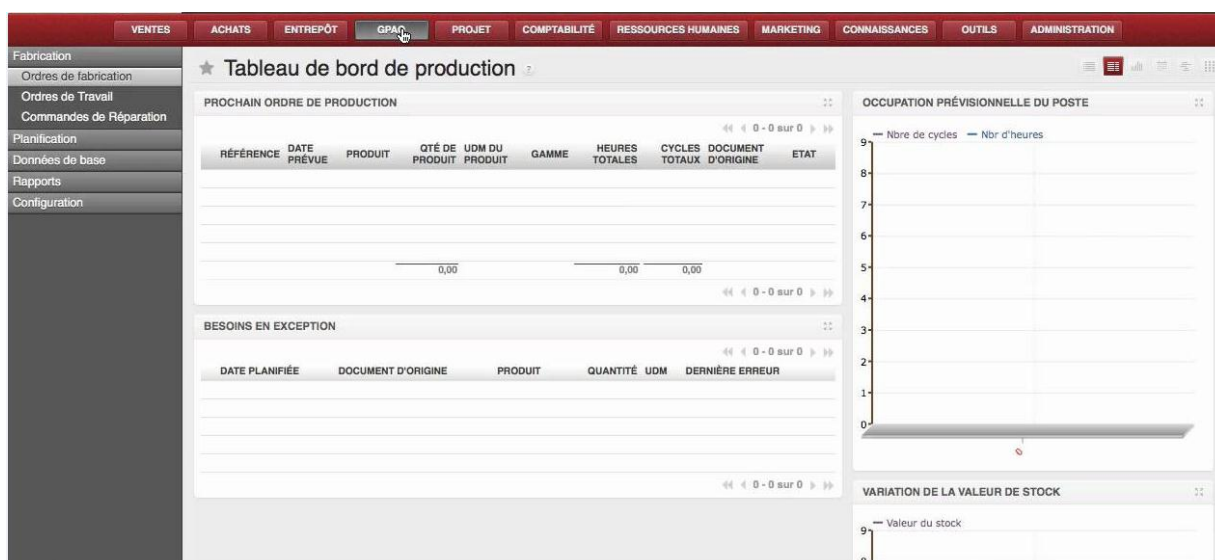 VENTES ACHATS ENTREPÔT GPAO PROJET COMPTABILITÉ RESSOURCES HUMAINES MARKETING CONNAISSANCES OUTILS ADMINISTRATION
Fabrication
Ordres de fabrication
Ordres de Travail
Commandes de Réparation
Planification
Données de base
Rapports
Configuration
Tableau de bord de production ?
PROCHAIN ORDRE DE PRODUCTION
0 - 0 sur 0
RÉFÉRENCE DATE PRÉVUE PRODUIT QTÉ DE PRODUIT UDM DU PRODUIT GAMME HEURES TOTALES CYCLES TOTAUX DOCUMENT D'ORIGINE ETAT
0,00 0,00 0,00
0 - 0 sur 0
BESOINS EN EXCEPTION
0 - 0 sur 0
DATE PLANIFIÉE DOCUMENT D'ORIGINE PRODUIT QUANTITÉ UDM DERNIÈRE ERREUR
0 - 0 sur 0
OCCUPATION PRÉVISIONNELLE DU POSTE
Nbre de cycles Nbr d'heures
9
8
7
6
5
4
3
2
1
0
0
VARIATION DE LA VALEUR DE STOCK
Valeur du stock
9